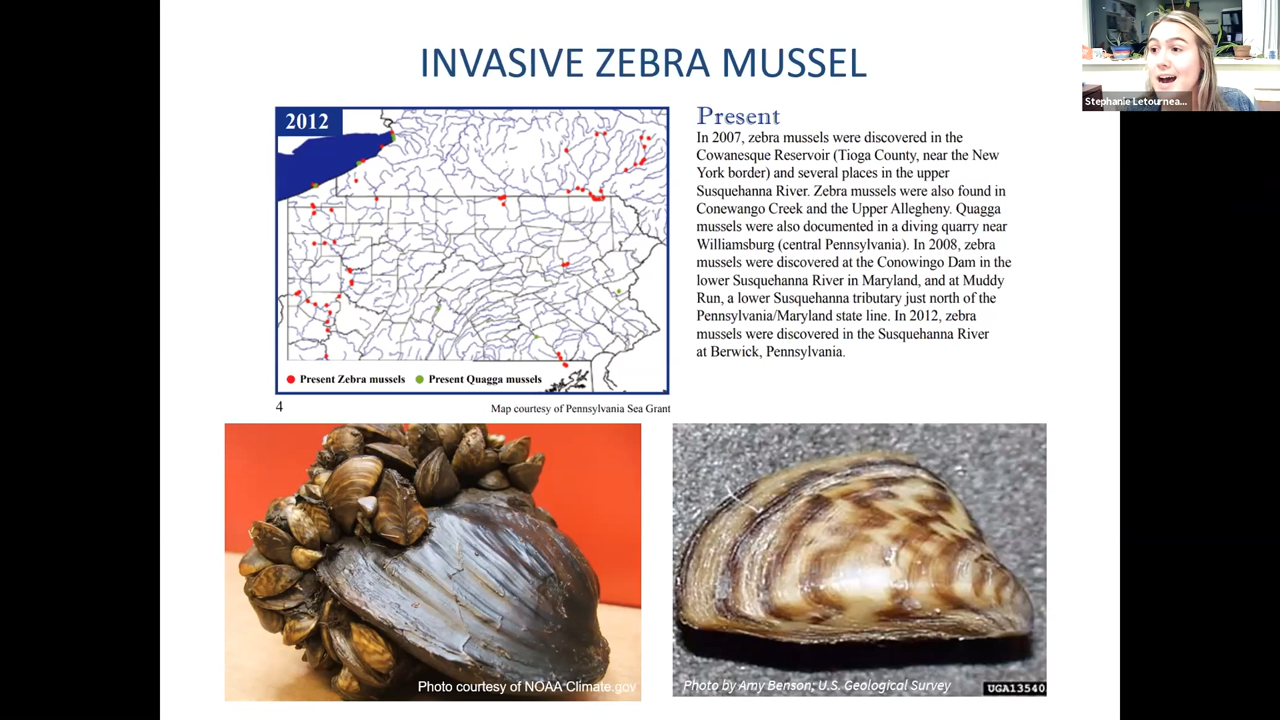 INVASIVE ZEBRA MUSSEL
Stephanie Letournea...
2012
Present Zebra mussels
Present Quagga mussels
4
Map courtesy of Pennsylvania Sea Grant
Present
In 2007, zebra mussels were discovered in the
Cowanesque Reservoir (Tioga County, near the New
York border) and several places in the upper
Susquehanna River. Zebra mussels were also found in
Conewango Creek and the Upper Allegheny. Quagga
mussels were also documented in a diving quarry near
Williamsburg (central Pennsylvania). In 2008, zebra
mussels were discovered at the Conowingo Dam in the
lower Susquehanna River in Maryland, and at Muddy
Run, a lower Susquehanna tributary just north of the
Pennsylvania/Maryland state line. In 2012, zebra
mussels were discovered in the Susquehanna River
at Berwick, Pennsylvania.
Photo courtesy of NOAA Climate.gov
Photo by Amy Benson; U.S. Geological Survey
UGA13540